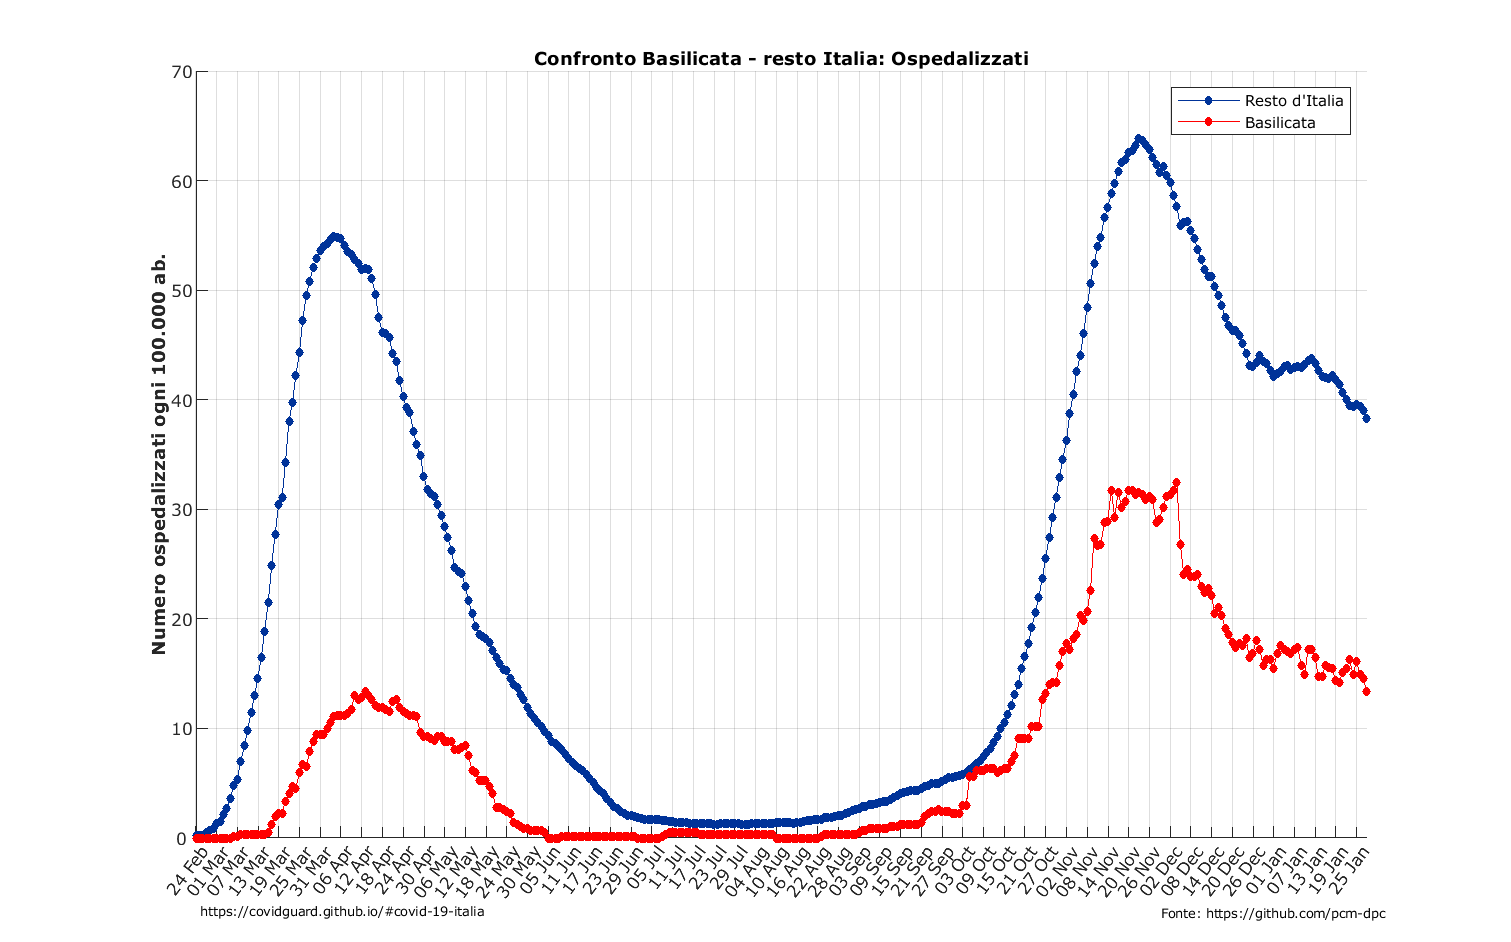 Confronto Basilicata - resto Italia: Ospedalizzati
Resto d'Italia
Basilicata
Numero ospedalizzati ogni 100.000 ab.
70
60
50
40
30
20
10
0
24 Feb
01 Mar
07 Mar
13 Mar
19 Mar
25 Mar
31 Mar
06 Apr
12 Apr
18 Apr
24 Apr
30 Apr
06 May
12 May
18 May
24 May
30 May
05 Jun
11 Jun
17 Jun
23 Jun
29 Jun
05 Jul
11 Jul
17 Jul
23 Jul
29 Jul
04 Aug
10 Aug
16 Aug
22 Aug
28 Aug
03 Sep
09 Sep
15 Sep
21 Sep
27 Sep
03 Oct
09 Oct
15 Oct
21 Oct
27 Oct
02 Nov
08 Nov
14 Nov
20 Nov
26 Nov
02 Dec
08 Dec
14 Dec
20 Dec
26 Dec
01 Jan
07 Jan
13 Jan
19 Jan
25 Jan
https://covidguard.github.io/#covid-19-italia
Fonte: https://github.com/pcm-dpc